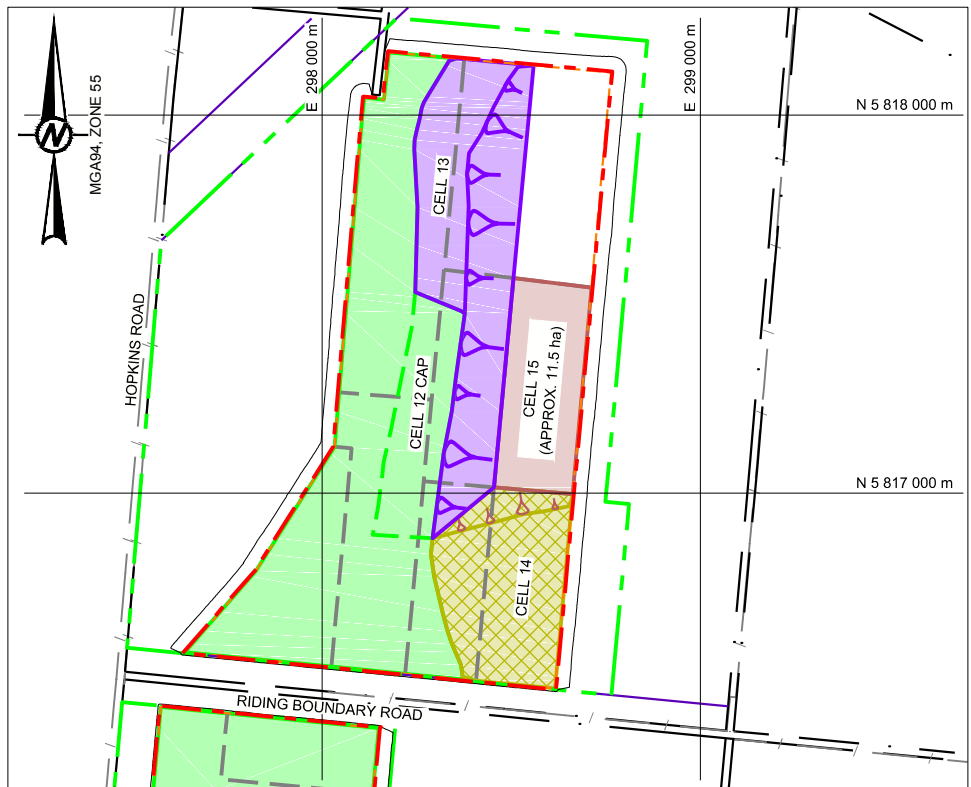 E 298 000 m
E 299 000 m
N 5 818 000 m
N
MGA94, ZONE 55
CELL 13
HOPKINS ROAD
CELL 12 CAP
CELL 15
(APPROX. 11.5 ha)
N 5 817 000 m
CELL 14
RIDING BOUNDARY ROAD